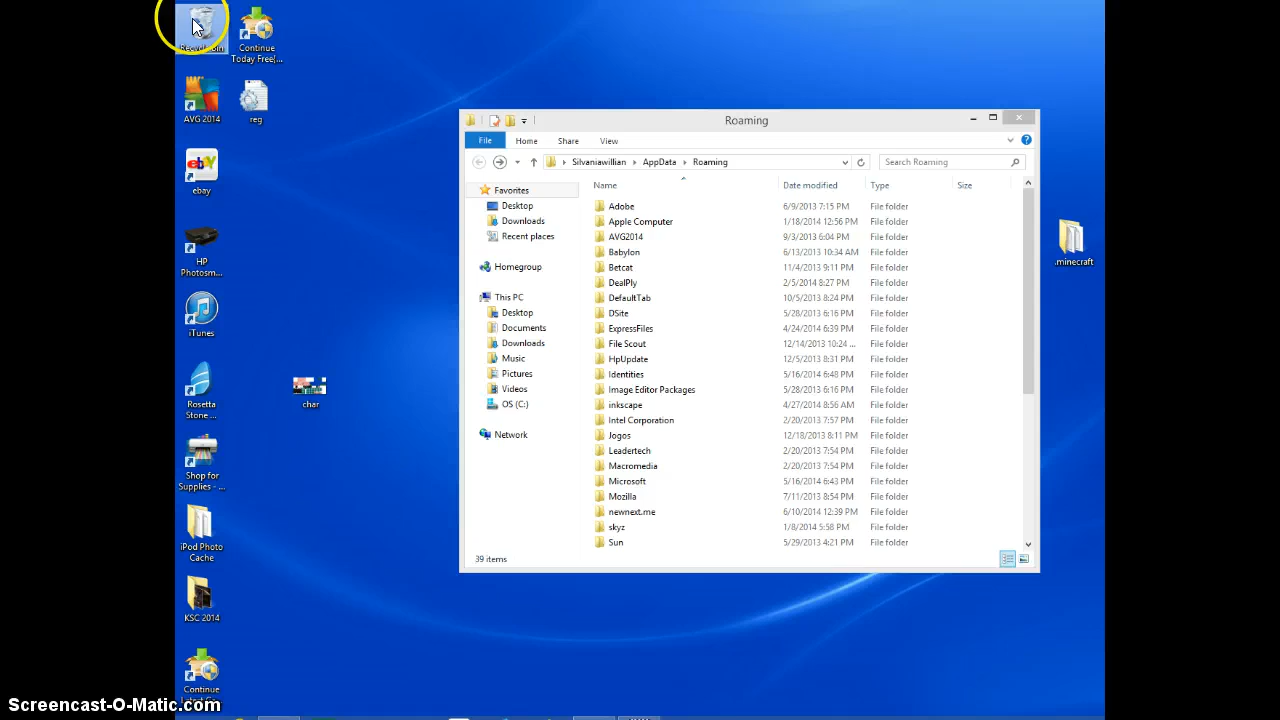 Recycle Bin
Continue
Today Free(...
AVG 2014
reg
ebay
HP
Photosm...
iTunes
Rosetta
Stone ...
char
Shop for
Supplies - ...
iPod Photo
Cache
KSC 2014
Continue
.minecraft
Roaming
File Home Share View
Silvaniawillian AppData Roaming
Search Roaming
Favorites
Desktop
Downloads
Recent places
Homegroup
This PC
Desktop
Documents
Downloads
Music
Pictures
Videos
OS (C:)
Network
Name Date modified Type Size
Adobe 6/9/2013 7:15 PM File folder
Apple Computer 1/18/2014 12:56 PM File folder
AVG2014 9/3/2013 6:04 PM File folder
Babylon 6/13/2013 10:34 AM File folder
Betcat 11/4/2013 9:11 PM File folder
DealPly 2/5/2014 8:27 PM File folder
DefaultTab 10/5/2013 8:24 PM File folder
DSite 5/28/2013 6:16 PM File folder
ExpressFiles 4/24/2014 6:39 PM File folder
File Scout 12/14/2013 10:24 ... File folder
HpUpdate 12/5/2013 8:31 PM File folder
Identities 5/16/2014 6:48 PM File folder
Image Editor Packages 5/28/2013 6:16 PM File folder
inkscape 4/27/2014 8:56 AM File folder
Intel Corporation 2/20/2013 7:57 PM File folder
Jogos 12/18/2013 8:11 PM File folder
Leadertech 2/20/2013 7:54 PM File folder
Macromedia 2/20/2013 7:54 PM File folder
Microsoft 5/16/2014 6:43 PM File folder
Mozilla 7/11/2013 8:54 PM File folder
newnext.me 6/10/2014 12:39 PM File folder
skyz 1/8/2014 5:58 PM File folder
Sun 5/29/2013 4:21 PM File folder
39 items
Screencast-O-Matic.com